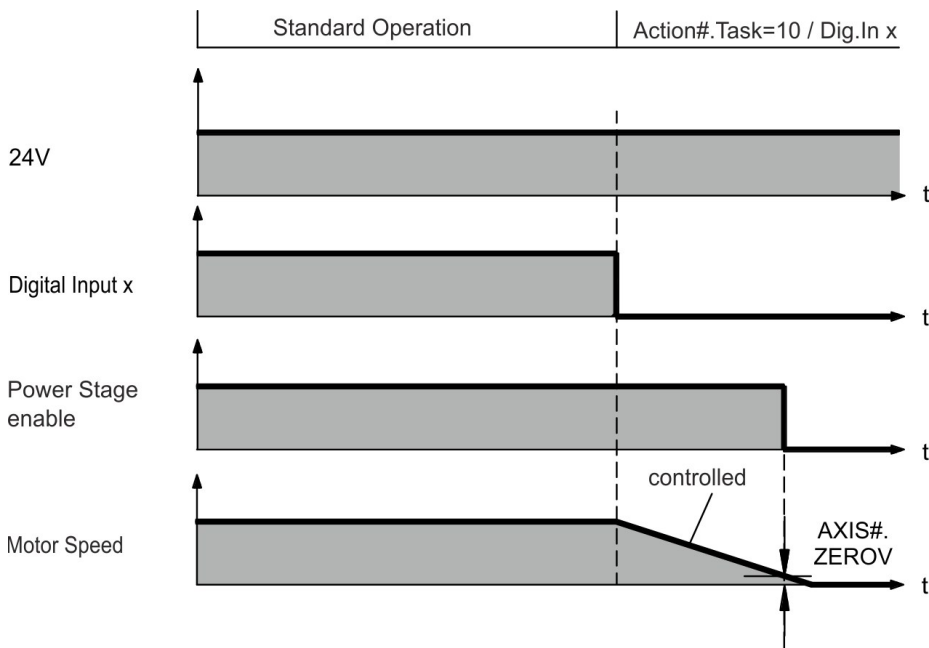 Standard Operation
Action#.Task=10 / Dig.In x
24V
t
Digital Input x
t
Power Stage
enable
t
controlled
Motor Speed
AXIS#.
ZEROV
t